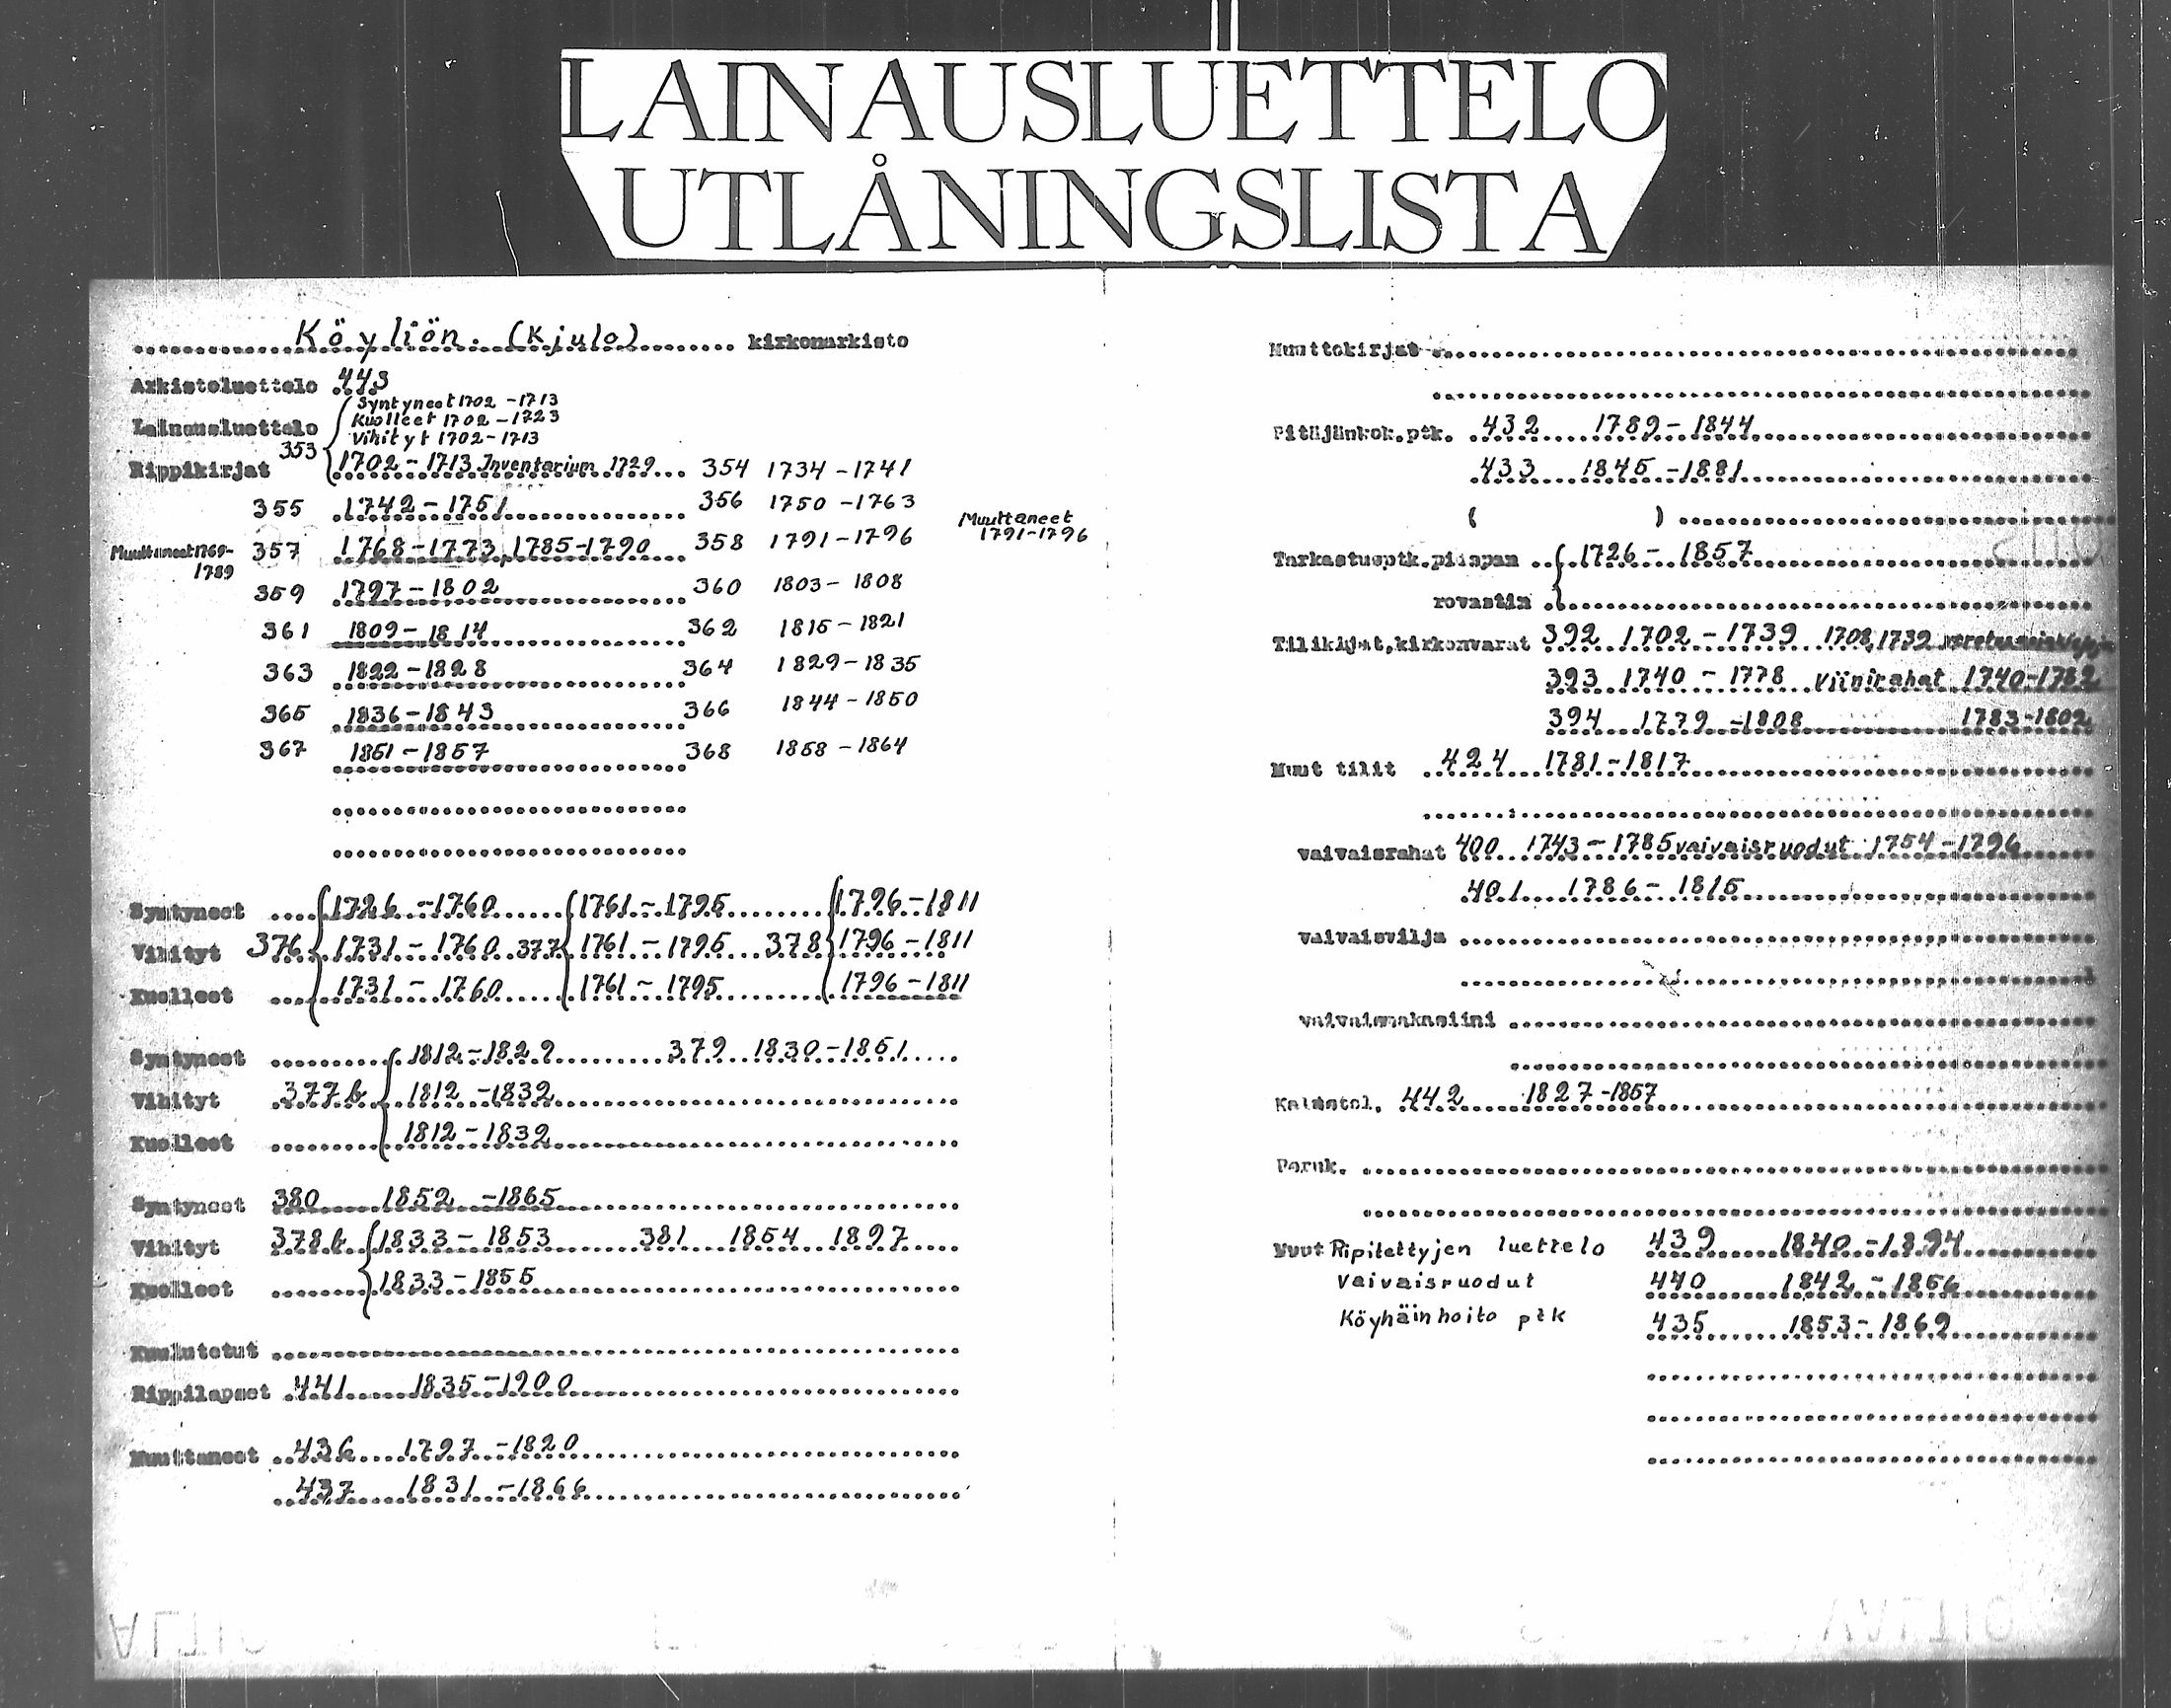 LAINAUSLUETTELO
UTLÅNINGSLISTA
Köyliön. (Kjulo) kirkonarkisto
Arkistoluettelo 443
Syntyneet 1702 - 1713
Lainausluettelo Kuolleet 1702 - 1723
Vihityt 1702 - 1713
Rippikirjat 353 1702 - 1713 Inventarium 1729 354 1734 - 1741
355 1742 - 1751 356 1750 - 1763
Muuttaneet 1769-1789 357 1768 - 1773, 1785-1790 358 1791 - 1796 Muuttaneet 1791-1796
359 1797 - 1802 360 1803 - 1808
361 1809 - 1814 362 1815 - 1821
363 1822 - 1828 364 1829 - 1835
365 1836 - 1843 366 1844 - 1850
367 1851 - 1857 368 1858 - 1864
Syntyneet 1726 - 1760 1761 - 1795 1796 - 1811
Vihityt 376 1731 - 1760 377 1761 - 1795 378 1796 - 1811
Kuolleet 1731 - 1760 1761 - 1795 1796 - 1811
Syntyneet 1812 - 1829 379 1830 - 1851
Vihityt 377b 1812 - 1832
Kuolleet 1812 - 1832
Syntyneet 380 1852 - 1865
Vihityt 378b 1833 - 1853 381 1854 1897
Kuolleet 1833 - 1855
Kuulutetut
Rippilapset 441 1835 - 1900
Muuttaneet 436 1797 - 1820
437 1831 - 1866
Muuttokirjat
Pitäjänkok.ptk. 432 1789 - 1844
433 1845 - 1881
( )
Tarkastusptk.piispan 1726 - 1857
rovastin
Tilikirjat,kirkonvarat 392 1702 - 1739 1708, 1739
393 1740 - 1778 Viinirahat 1740-1782
394 1779 - 1808 1783-1802
Muut tilit 424 1781 - 1817
vaivaisrahat 400 1743 - 1785 vaivaisruodut 1754 - 1796
401 1786 - 1815
vaivaisvilja
vaivaismakasiini
Kalustol. 442 1827 - 1857
Peruk.
Muut Ripitettyjen luettelo 439 1840 - 1894
Vaivaisruodut 440 1842 - 1856
Köyhäinhoito ptk 435 1853 - 1869